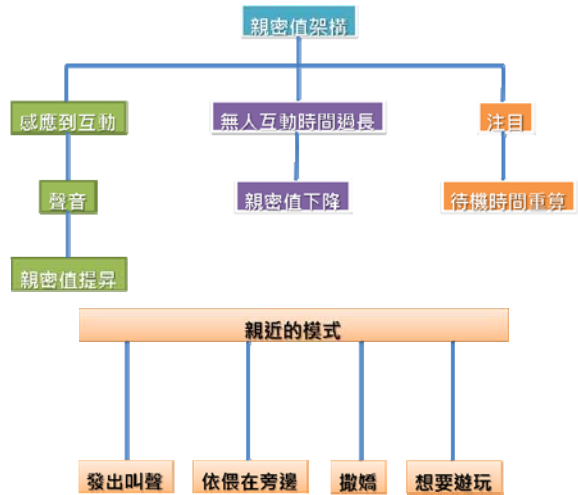 親密值架構
感應到互動
無人互動時間過長
注目
聲音
親密值下降
待機時間重算
親密值提昇
親近的模式
發出叫聲
依偎在旁邊
撒嬌
想要遊玩